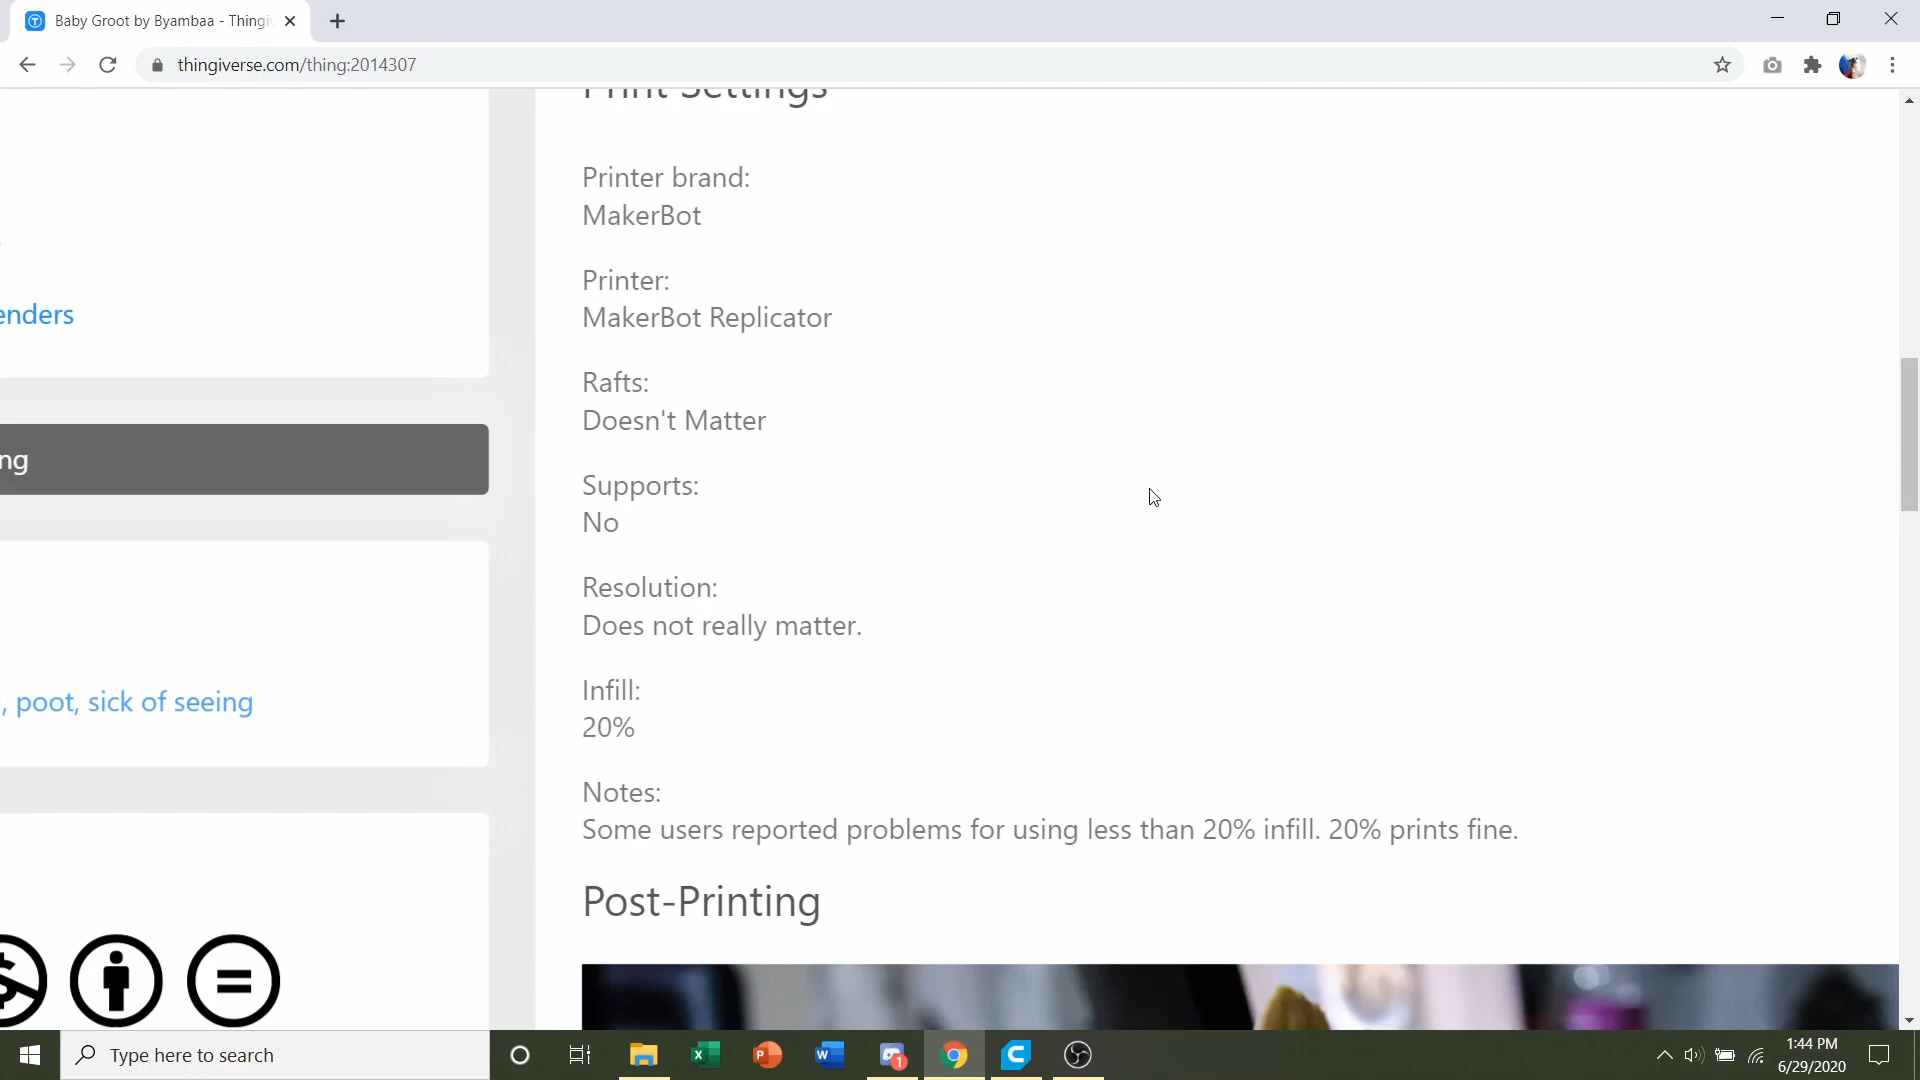 Baby Groot by Byambaa - Thingi
thingiverse.com/thing:2014307
Print Settings
Printer brand:
MakerBot
Printer:
MakerBot Replicator
enders
Rafts:
Doesn't Matter
ng
Supports:
No
Resolution:
Does not really matter.
Infill:
, poot, sick of seeing
20%
Notes:
Some users reported problems for using less than 20% infill. 20% prints fine.
Post-Printing
Type here to search
1
1:44 PM
6/29/2020